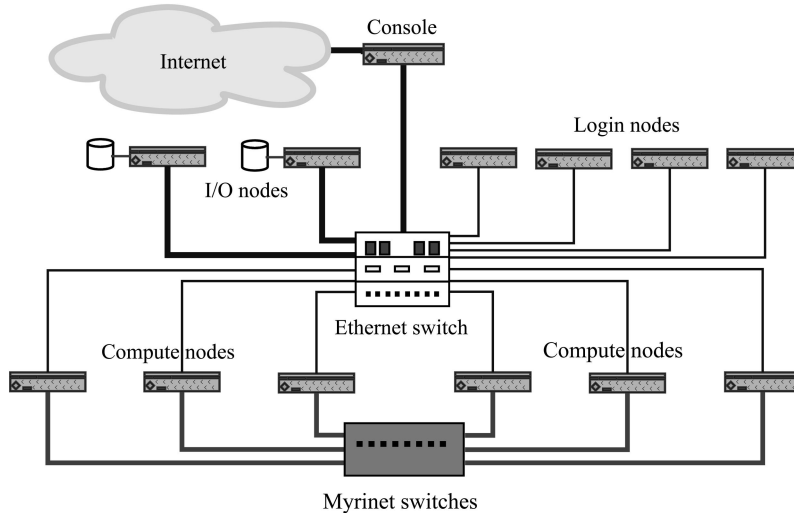 Console
Internet
Login nodes
I/O nodes
Ethernet switch
Compute nodes
Compute nodes
Myrinet switches